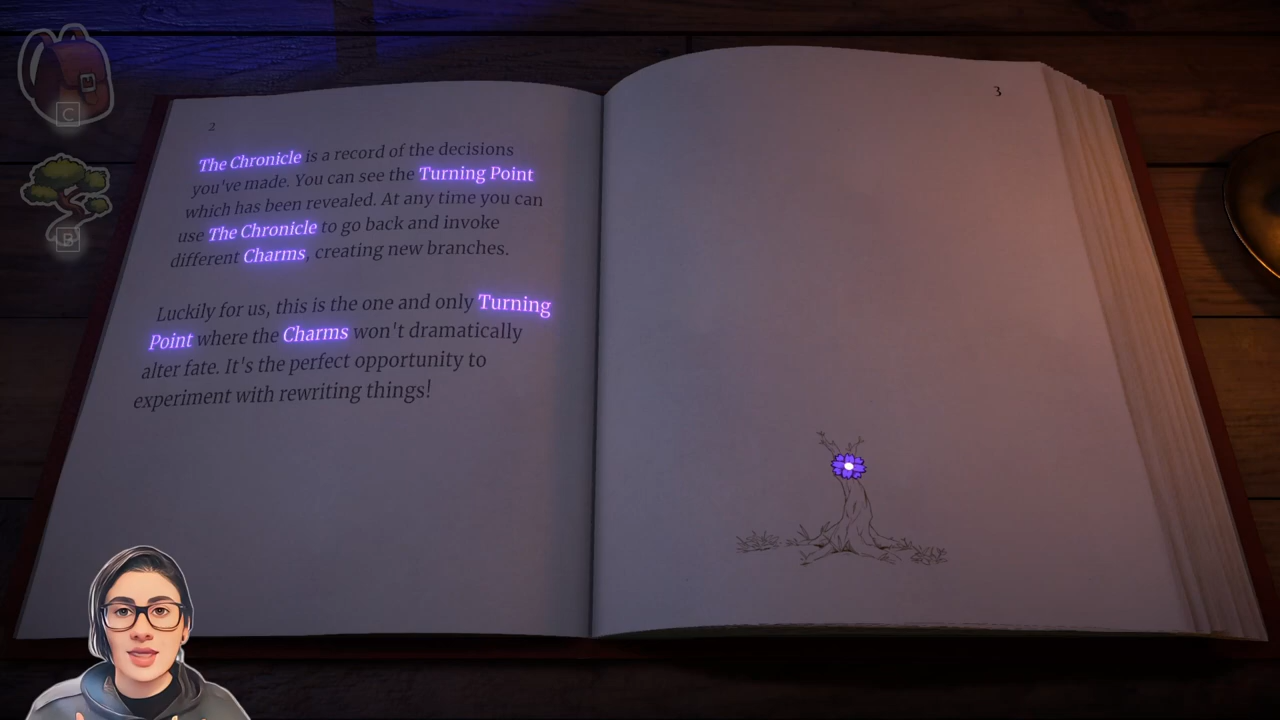 C
B
2
The Chronicle is a record of the decisions
you've made. You can see the Turning Point
which has been revealed. At any time you can
use The Chronicle to go back and invoke
different Charms, creating new branches.
Luckily for us, this is the one and only Turning
Point where the Charms won't dramatically
alter fate. It's the perfect opportunity to
experiment with rewriting things!
3